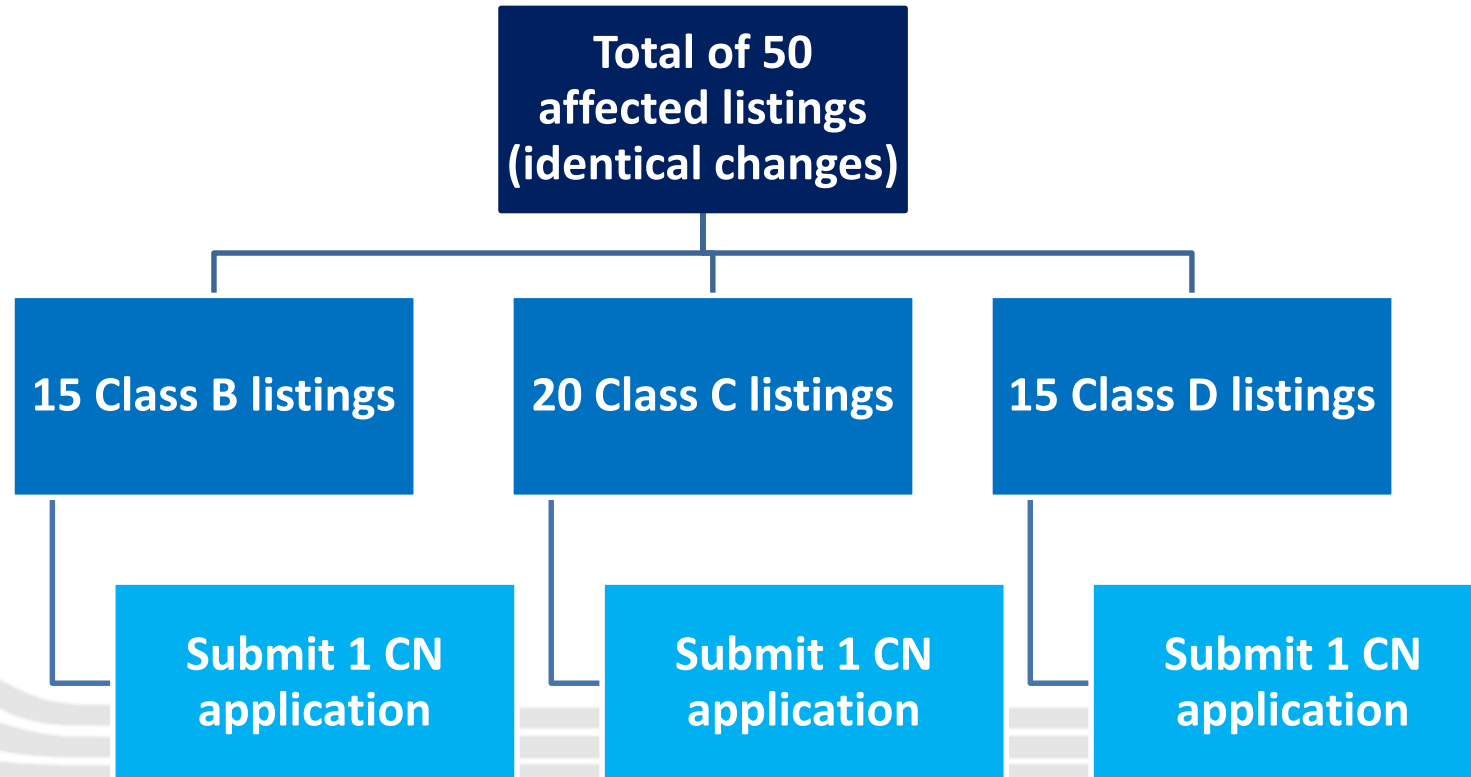 Total of 50
affected listings
(identical changes)
15 Class B listings
20 Class C listings
15 Class D listings
Submit 1 CN
application
Submit 1 CN
application
Submit 1 CN
application